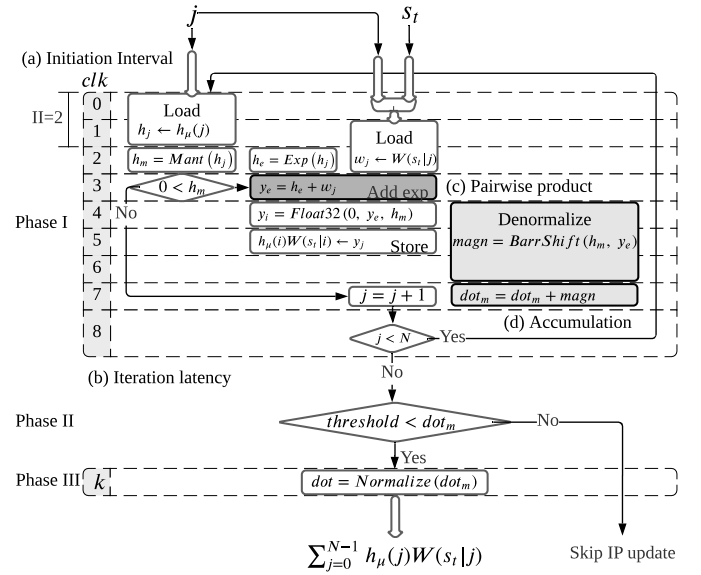 j
s_t
(a) Initiation Interval
clk
0
Load
h_j ← h_μ(j)
II=2
1
Load
w_j ← W(s_t|j)
2
h_m = Mant(h_j)
h_e = Exp(h_j)
3
0 < h_m
y_e = h_e + w_j
Add exp
(c) Pairwise product
No
Phase I
4
y_i = Float32(0, y_e, h_m)
Denormalize
magn = BarrShift(h_m, y_e)
5
h_μ(i)W(s_t|i) ← y_j
Store
6
7
j = j + 1
dot_m = dot_m + magn
(d) Accumulation
8
j < N
Yes
(b) Iteration latency
No
Phase II
threshold < dot_m
No
Yes
Phase III
k
dot = Normalize(dot_m)
∑_{j=0}^{N−1} h_μ(j)W(s_t|j)
Skip IP update